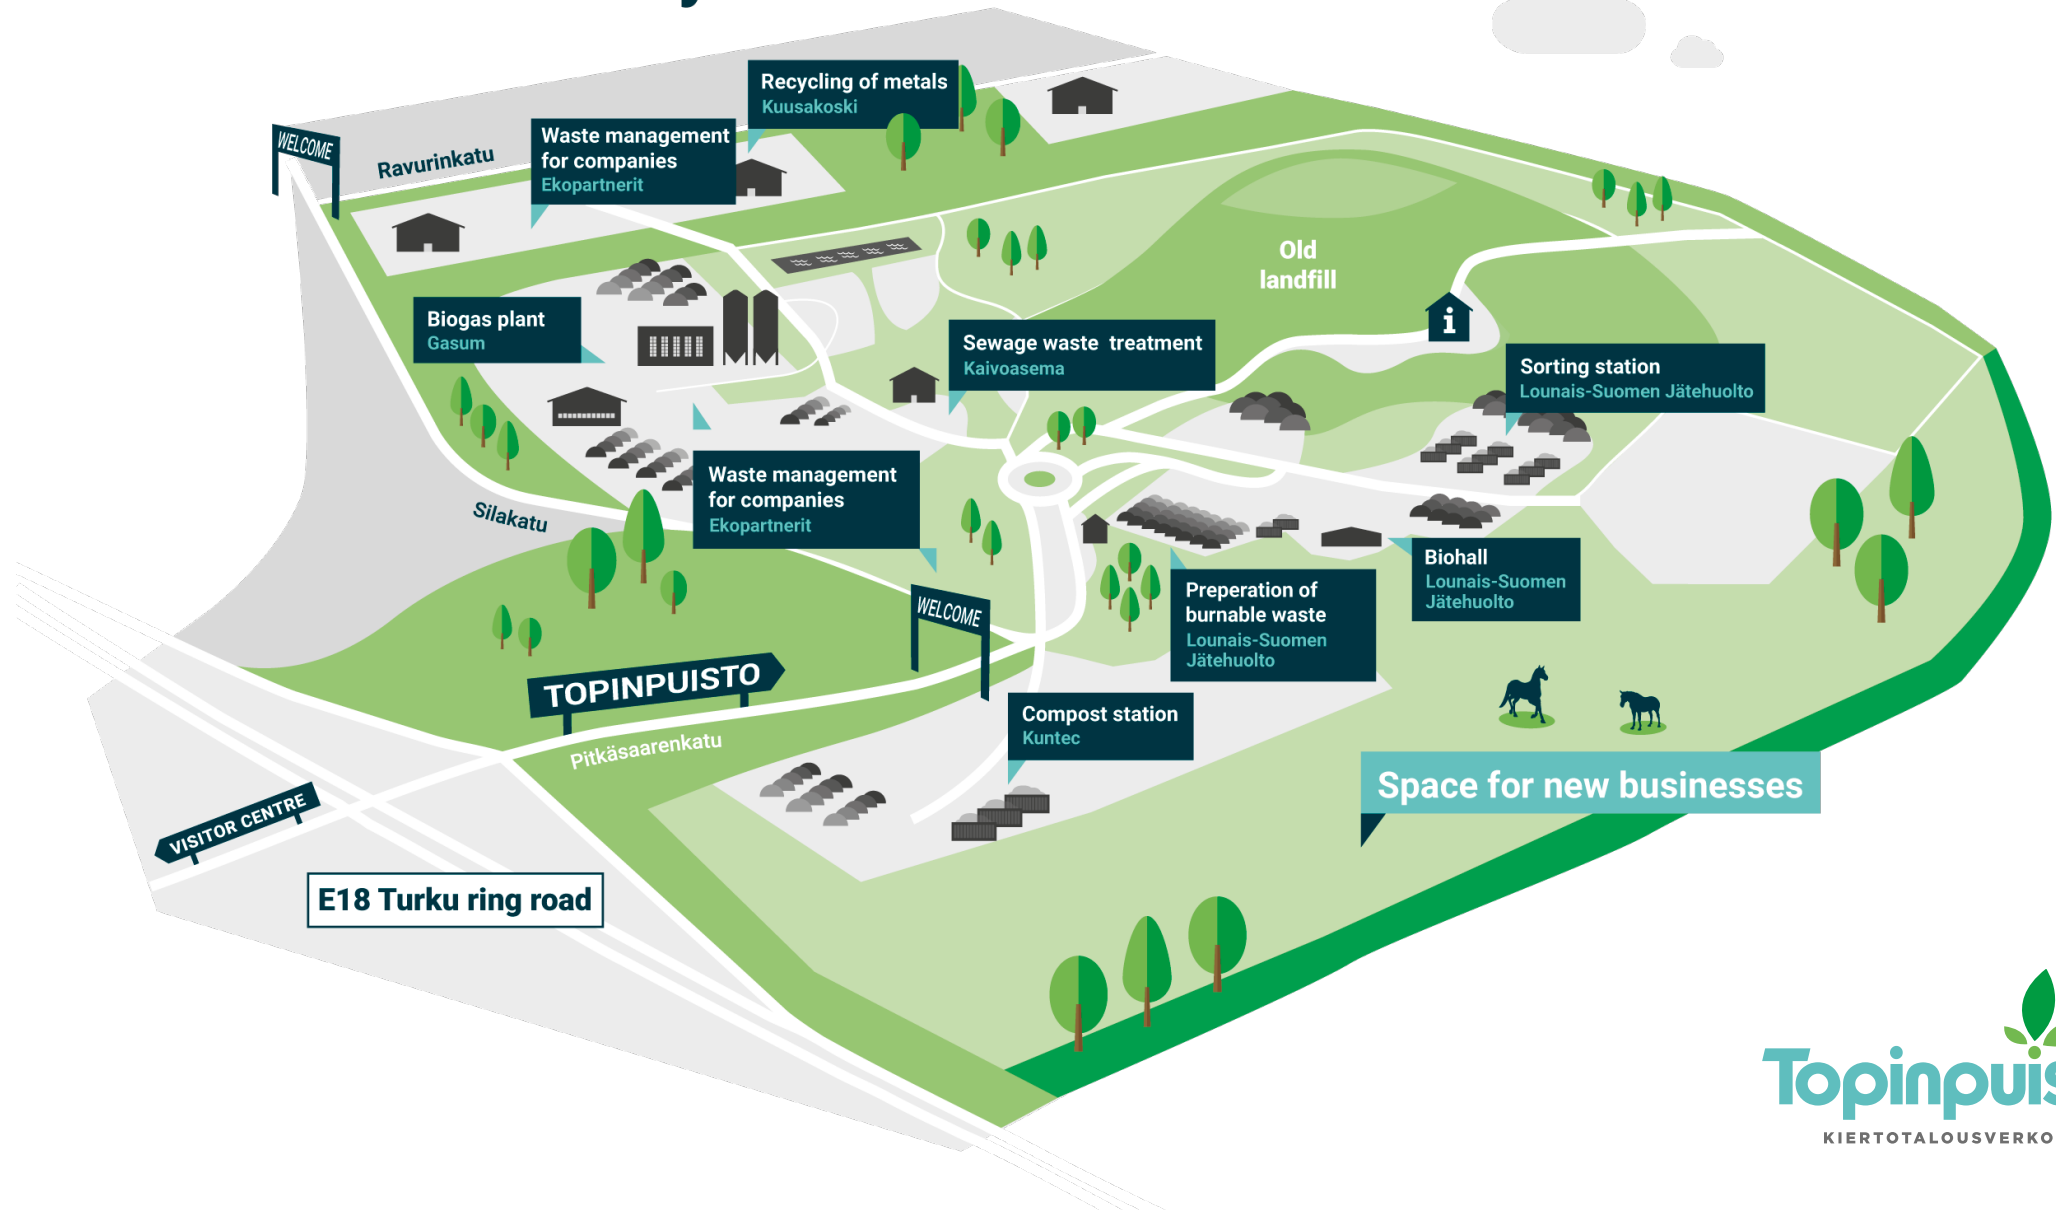 Recycling of metals
Kuusakoski
WELCOME
Ravurinkatu
Waste management
for companies
Ekopartnerit
Old
landfill
Biogas plant
Gasum
Sewage waste treatment
Kaivoasema
i
Sorting station
Lounais-Suomen Jätehuolto
Waste management
for companies
Ekopartnerit
Silakatu
Biohall
Lounais-Suomen
Jätehuolto
Preperation of
burnable waste
Lounais-Suomen
Jätehuolto
WELCOME
TOPINPUISTO
Pitkäsaarenkatu
Compost station
Kuntec
Space for new businesses
VISITOR CENTRE
E18 Turku ring road
Topinpuis
KIERTOTALOUSVERKO